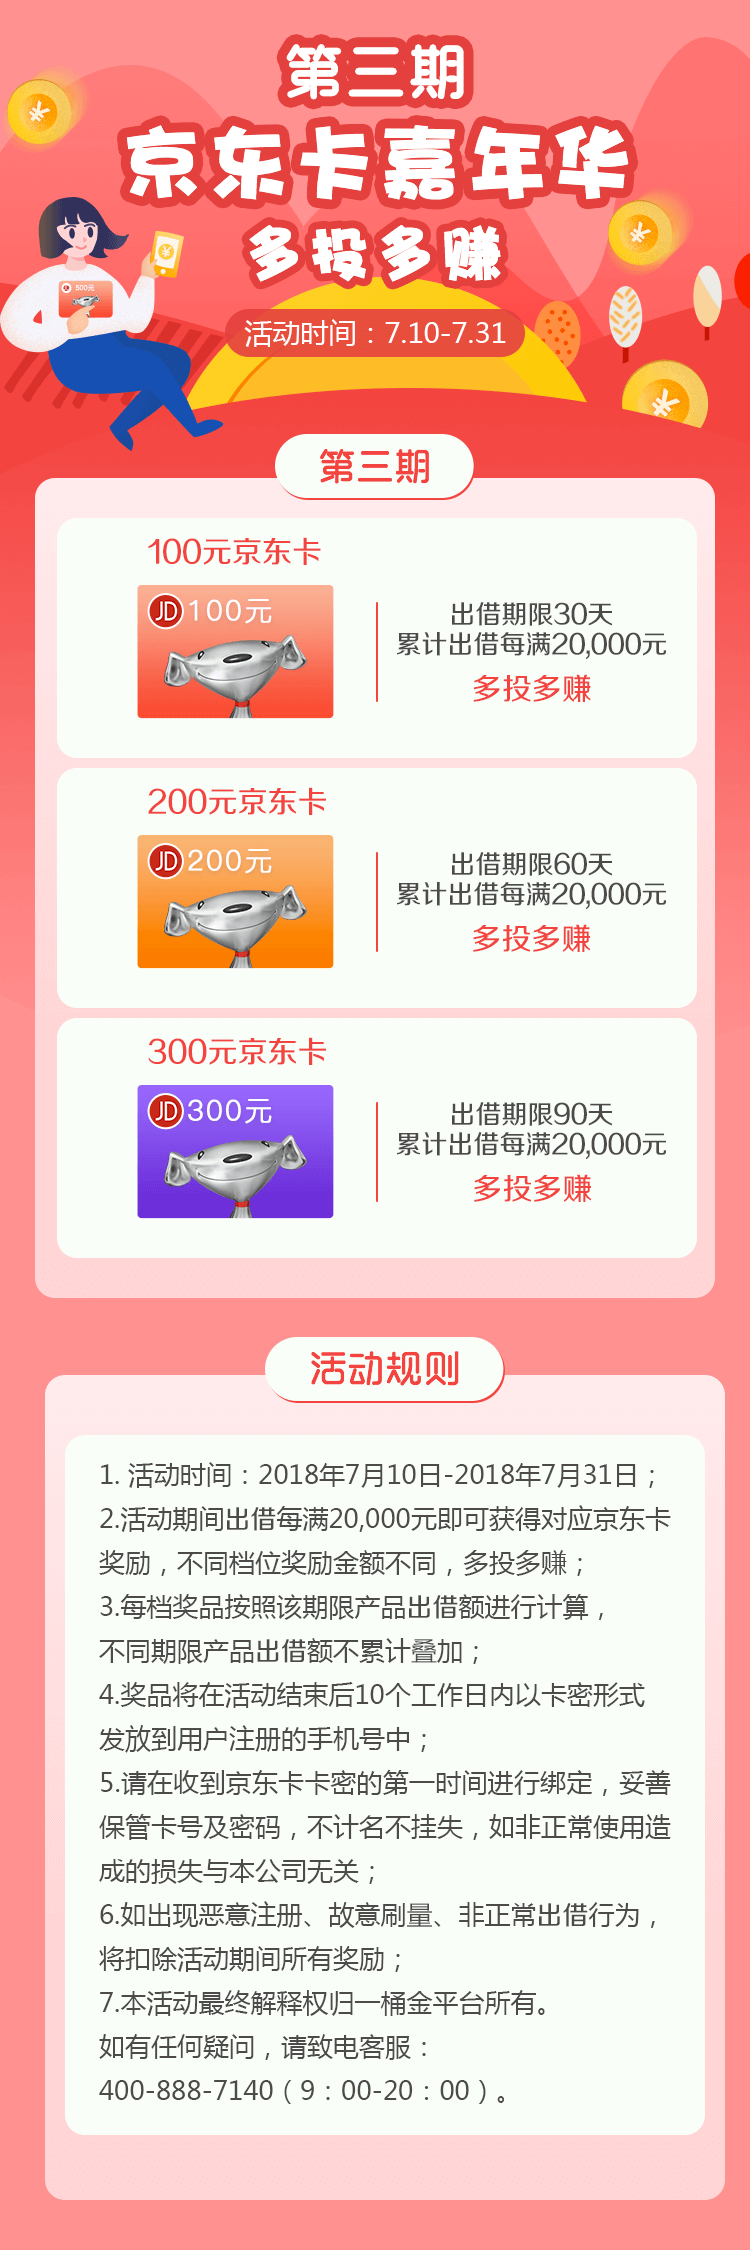 第三期
京东卡嘉年华
多投多赚
500元
活动时间：7.10-7.31
第三期
100元京东卡
JD 100元
出借期限30天
累计出借每满20,000元
多投多赚
200元京东卡
JD 200元
出借期限60天
累计出借每满20,000元
多投多赚
300元京东卡
JD 300元
出借期限90天
累计出借每满20,000元
多投多赚
活动规则
1. 活动时间：2018年7月10日-2018年7月31日；
2.活动期间出借每满20,000元即可获得对应京东卡
奖励，不同档位奖励金额不同，多投多赚；
3.每档奖品按照该期限产品出借额进行计算，
不同期限产品出借额不累计叠加；
4.奖品将在活动结束后10个工作日内以卡密形式
发放到用户注册的手机号中；
5.请在收到京东卡卡密的第一时间进行绑定，妥善
保管卡号及密码，不计名不挂失，如非正常使用造
成的损失与本公司无关；
6.如出现恶意注册、故意刷量、非正常出借行为，
将扣除活动期间所有奖励；
7.本活动最终解释权归一桶金平台所有。
如有任何疑问，请致电客服：
400-888-7140（9：00-20：00）。